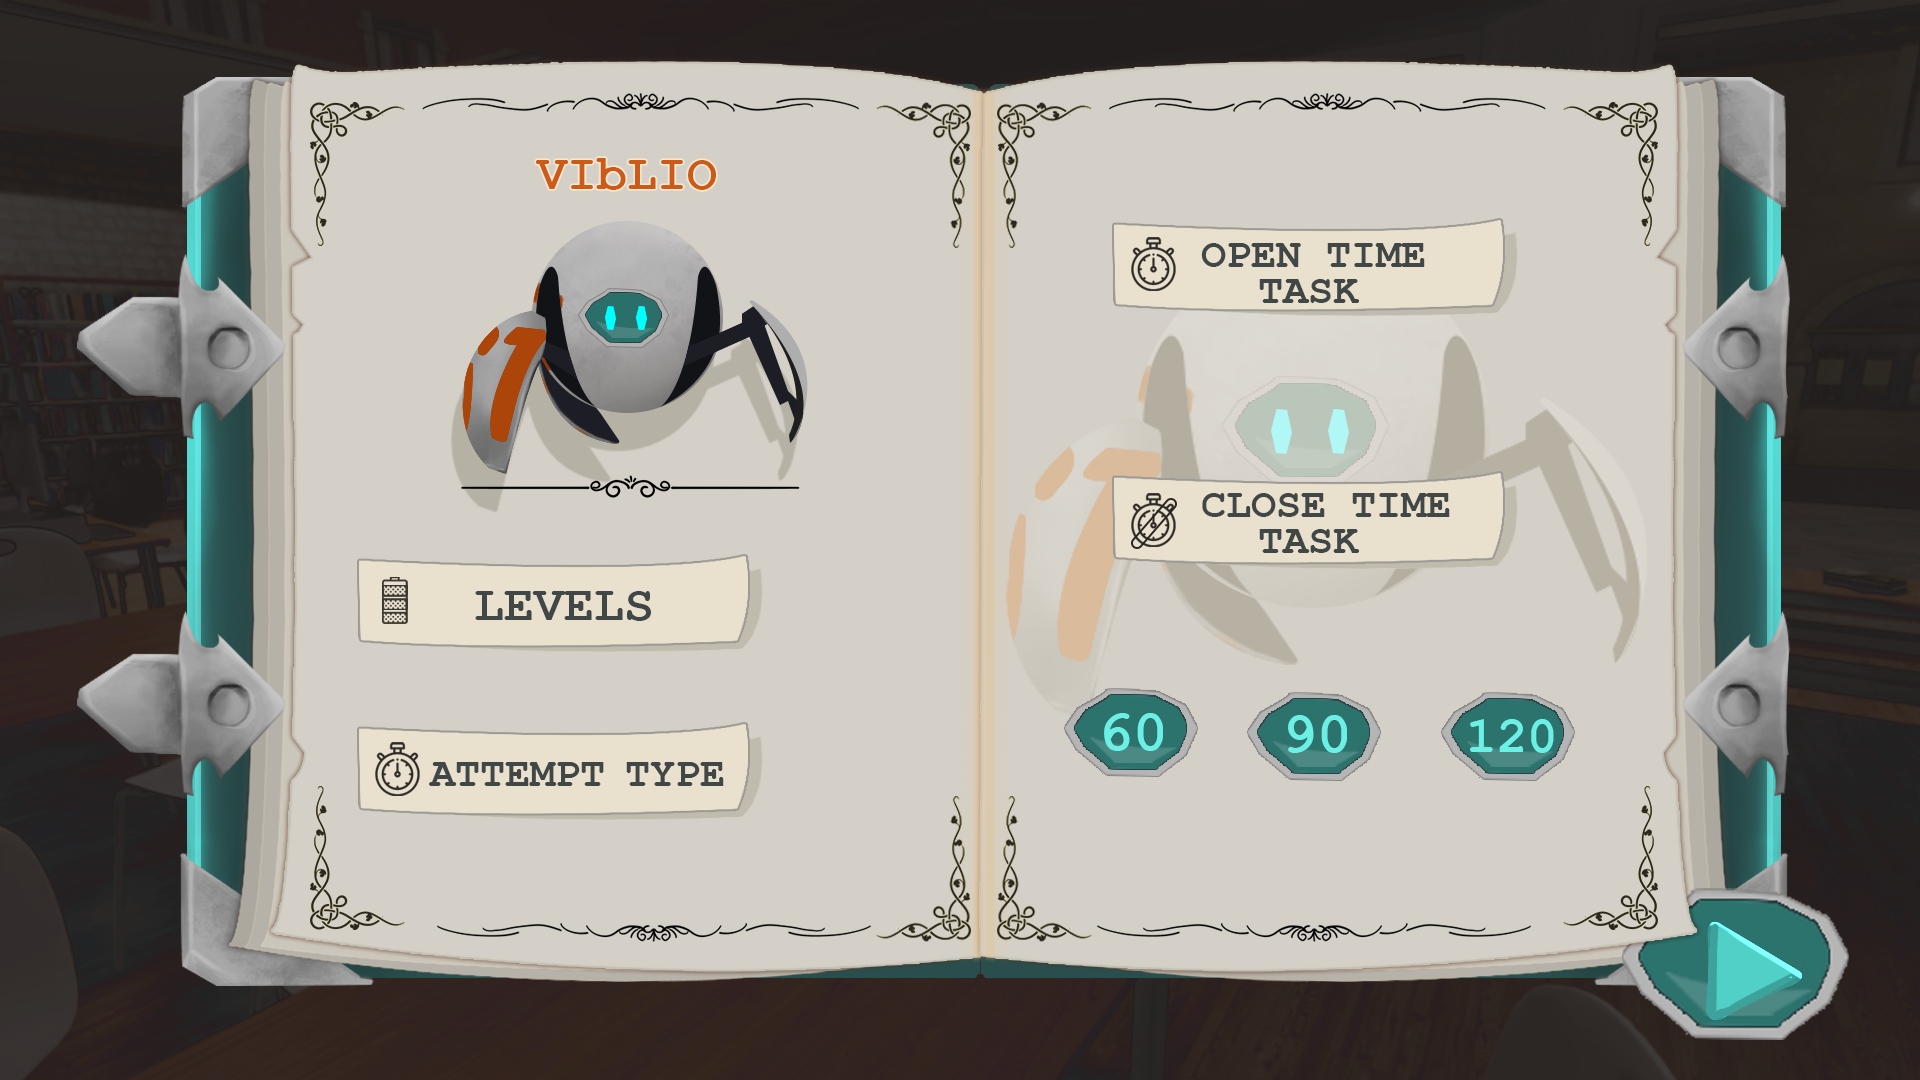 VIbLIO
LEVELS
ATTEMPT TYPE
OPEN TIME
TASK
CLOSE TIME
TASK
60
90
120